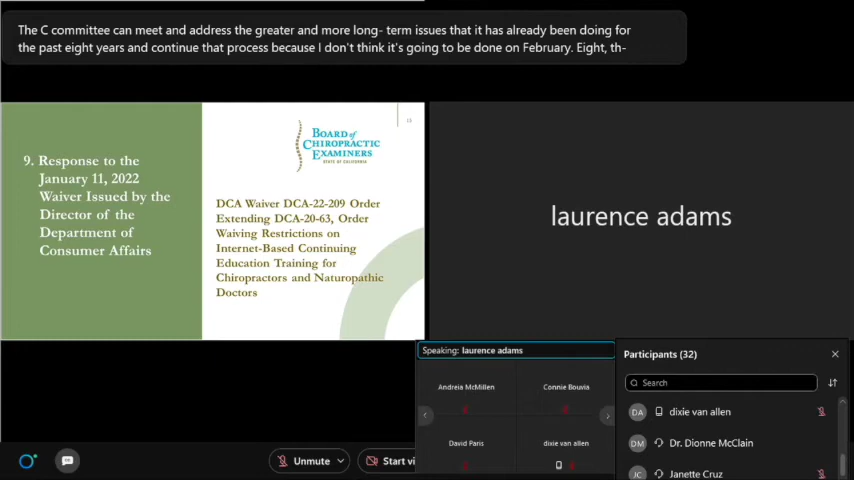 The C committee can meet and address the greater and more long- term issues that it has already been doing for
the past eight years and continue that process because I don't think it's going to be done on February. Eight, th-
15
BOARD of
CHIROPRACTIC
EXAMINERS
STATE OF CALIFORNIA
9. Response to the
January 11, 2022
Waiver Issued by the
Director of the
Department of
Consumer Affairs
DCA Waiver DCA-22-209 Order
Extending DCA-20-63, Order
Waiving Restrictions on
Internet-Based Continuing
Education Training for
Chiropractors and Naturopathic
Doctors
laurence adams
Speaking: laurence adams
Andreia McMillen
Connie Bouvia
David Paris
dixie van allen
Participants (32)
Search
DA dixie van allen
DM Dr. Dionne McClain
JC Janette Cruz
Unmute
Start vi